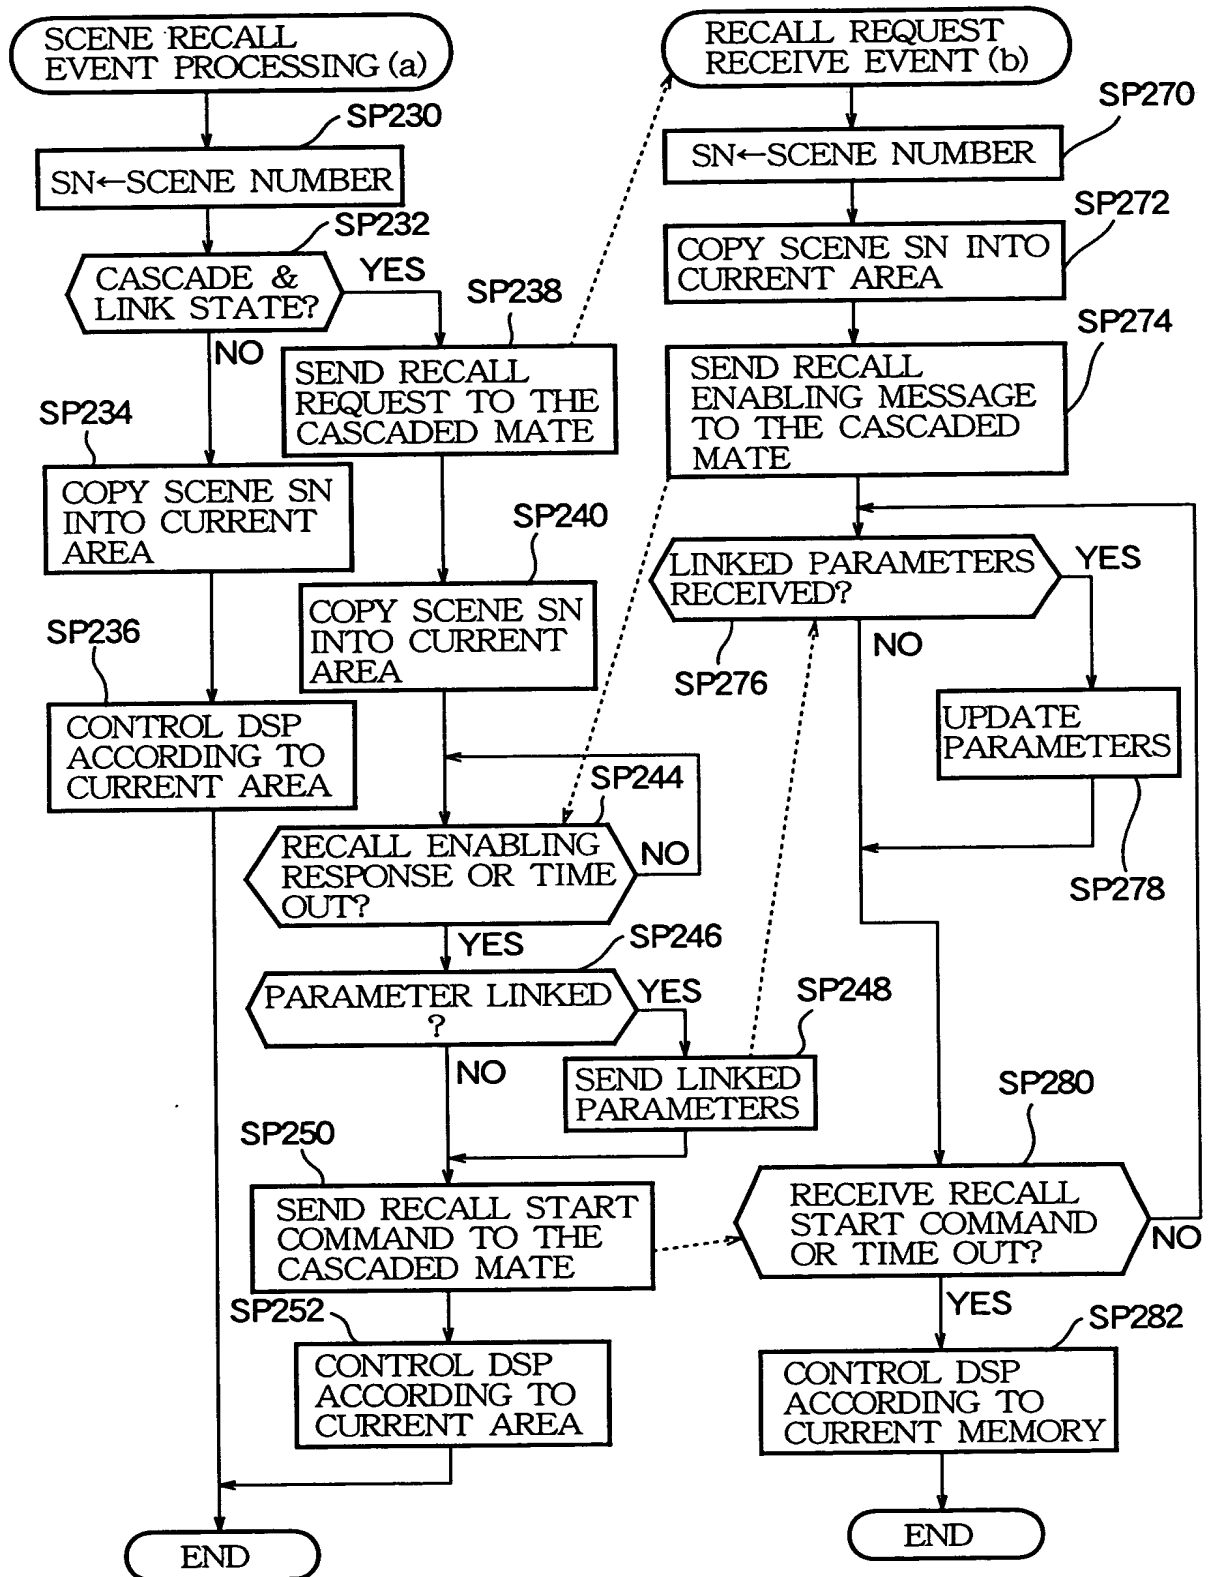 SCENE RECALL
EVENT PROCESSING (a)
SP230
SN←SCENE NUMBER
SP232
CASCADE &
LINK STATE?
YES
NO
SP234
COPY SCENE SN
INTO CURRENT
AREA
SP236
CONTROL DSP
ACCORDING TO
CURRENT AREA
SP238
SEND RECALL
REQUEST TO THE
CASCADED MATE
SP240
COPY SCENE SN
INTO CURRENT
AREA
SP244
RECALL ENABLING
RESPONSE OR TIME
OUT?
NO
YES
SP246
PARAMETER LINKED
?
YES
NO
SP248
SEND LINKED
PARAMETERS
SP250
SEND RECALL START
COMMAND TO THE
CASCADED MATE
SP252
CONTROL DSP
ACCORDING TO
CURRENT AREA
END
RECALL REQUEST
RECEIVE EVENT (b)
SP270
SN←SCENE NUMBER
SP272
COPY SCENE SN INTO
CURRENT AREA
SP274
SEND RECALL
ENABLING MESSAGE
TO THE CASCADED
MATE
LINKED PARAMETERS
RECEIVED?
YES
NO
SP276
UPDATE
PARAMETERS
SP278
SP280
RECEIVE RECALL
START COMMAND
OR TIME OUT?
NO
YES
SP282
CONTROL DSP
ACCORDING TO
CURRENT MEMORY
END